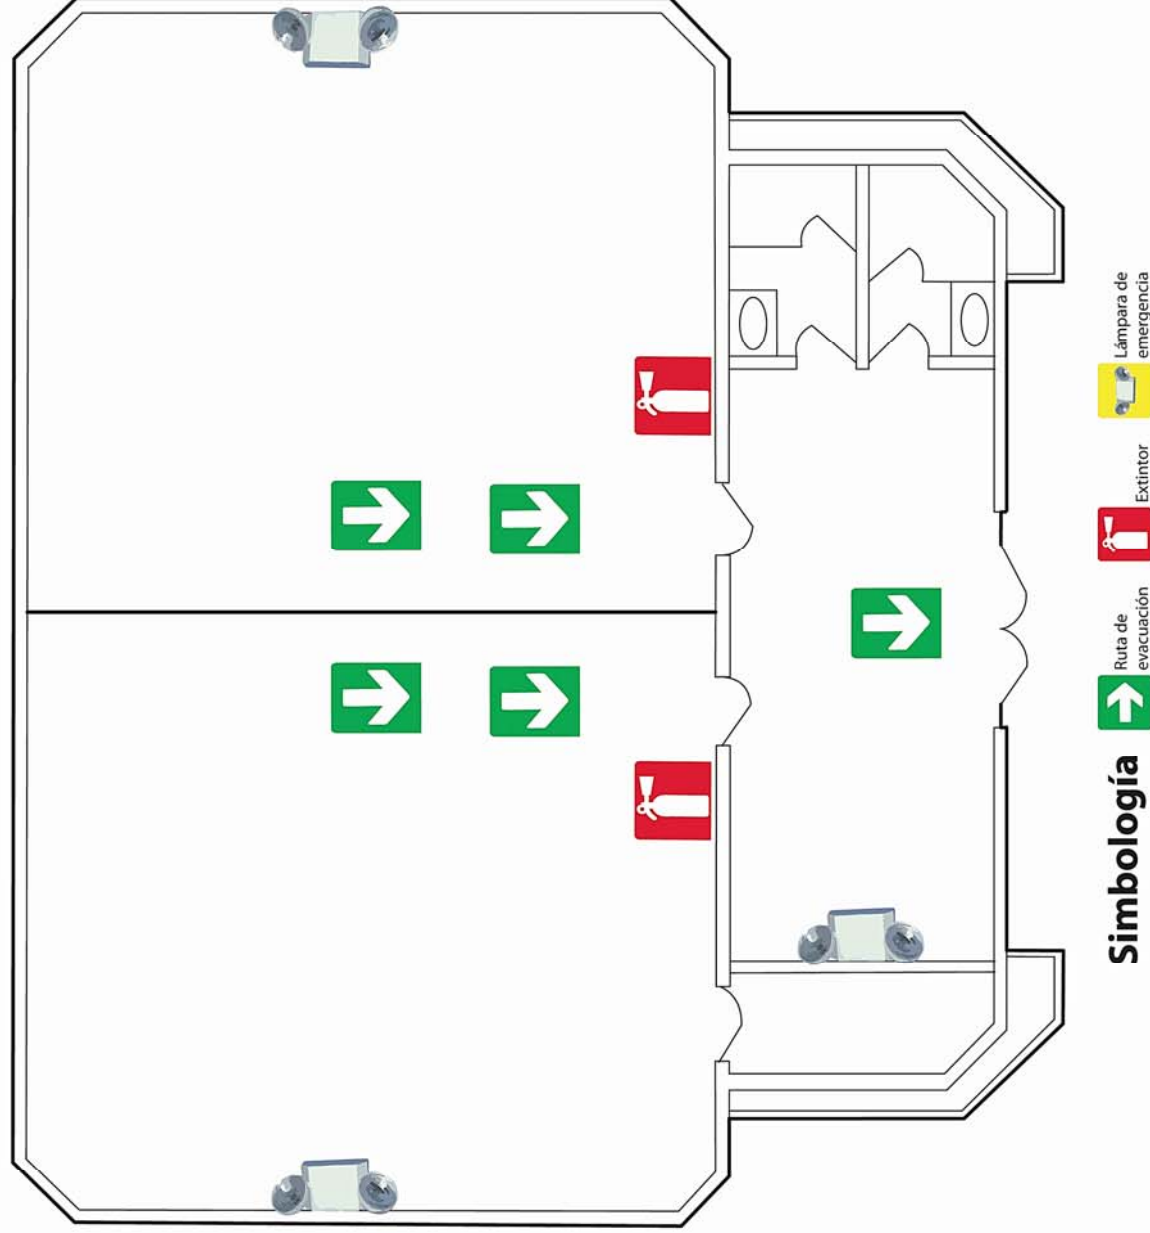 Simbología
Ruta de
evacuación
Extintor
Lámpara de
emergencia